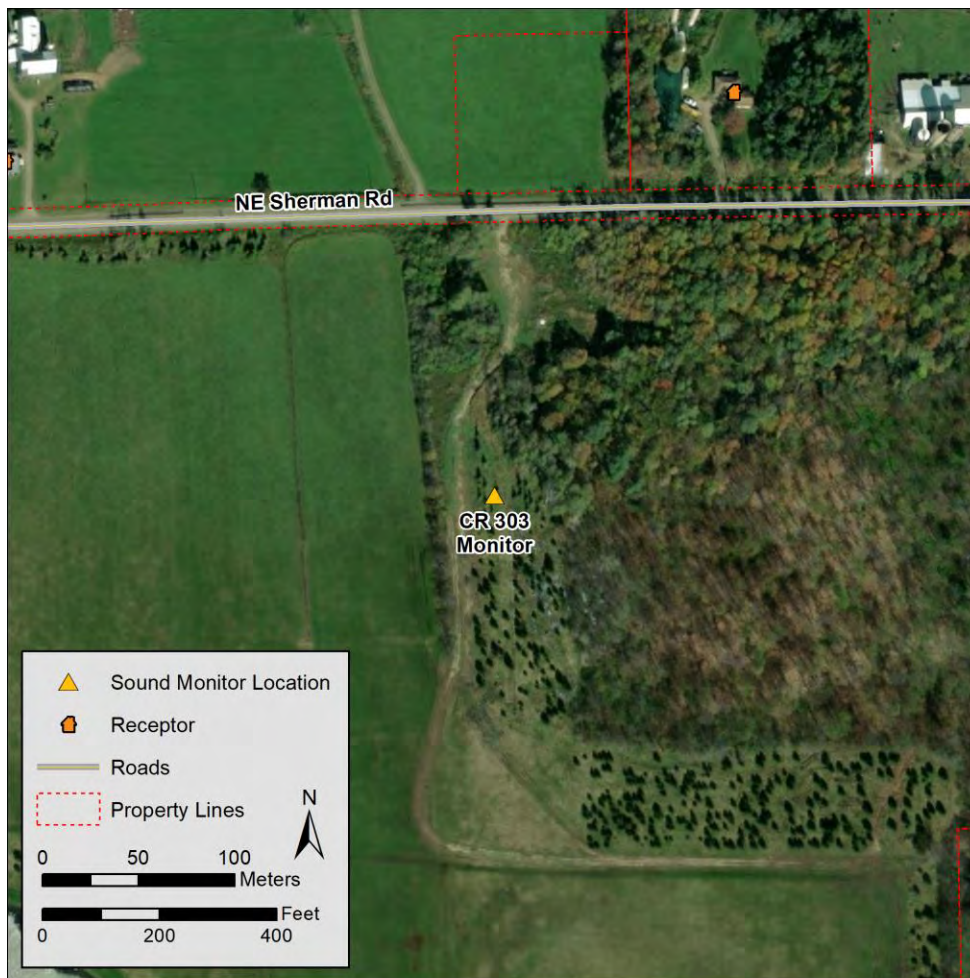 NE Sherman Rd
CR 303
Monitor
Sound Monitor Location
Receptor
Roads
Property Lines
N
0 50 100
Meters
Feet
0 200 400